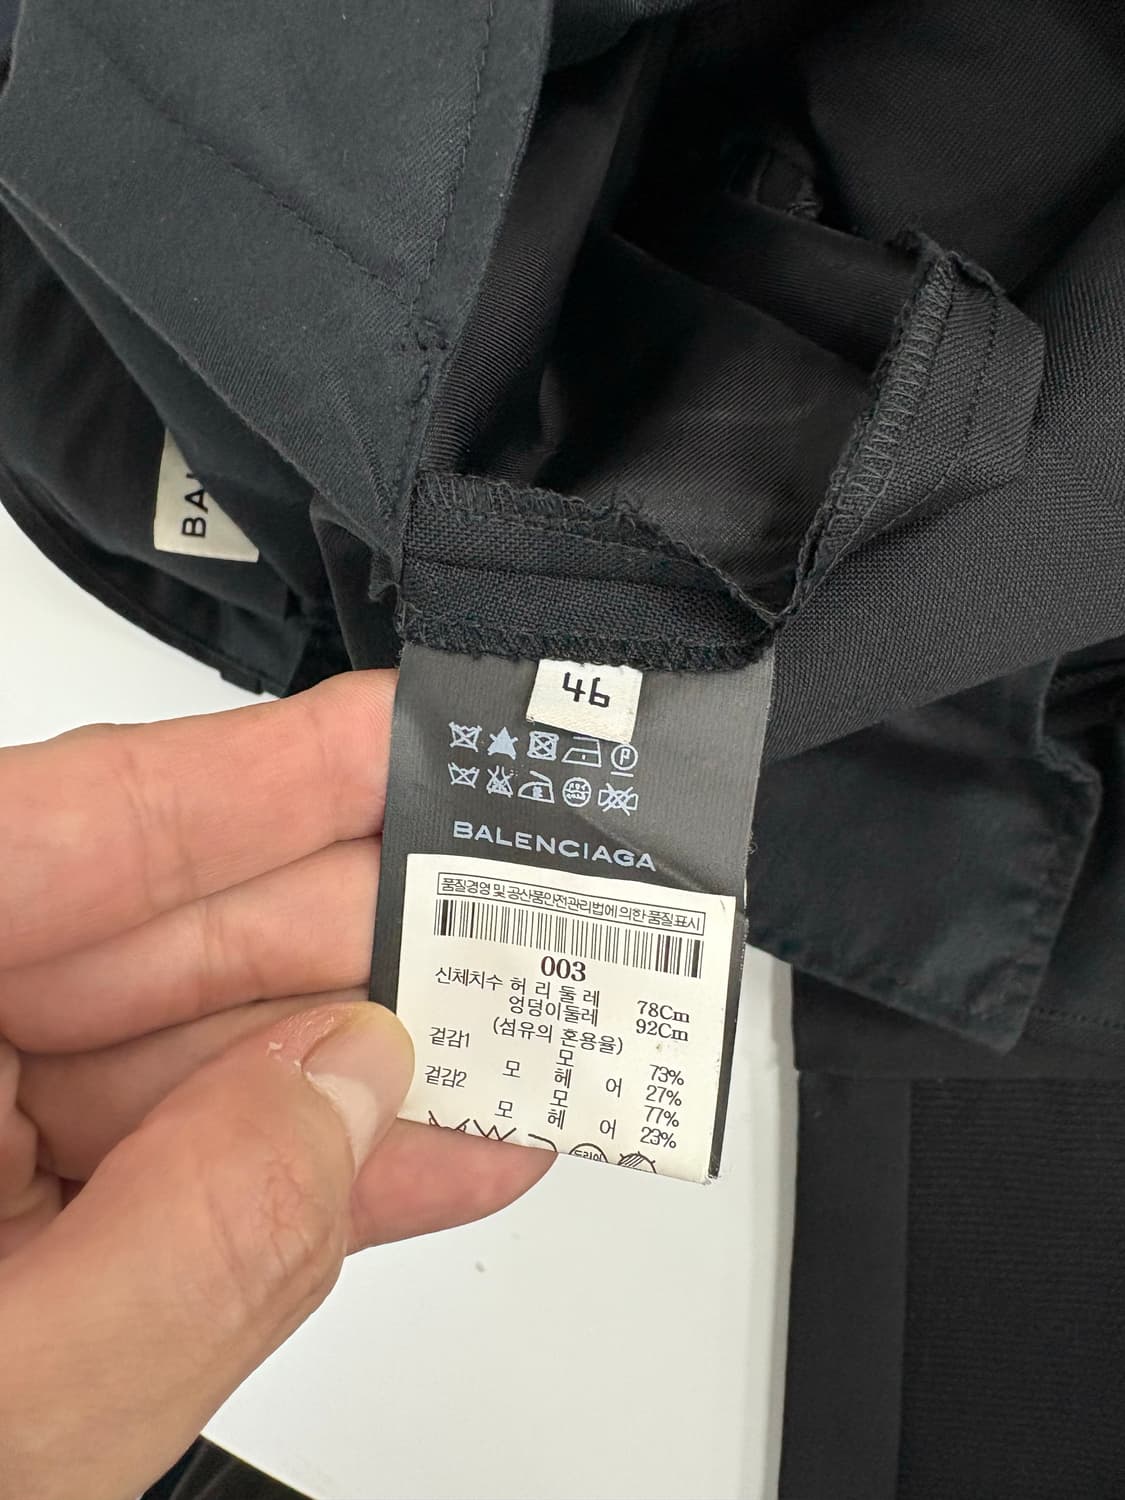 BA
46
P
BALENCIAGA
품질경영 및 공산품안전관리법에 의한 품질표시
003
신체치수 허 리 둘 레 78Cm
엉덩이둘레 92Cm
(섬유의 혼용율)
겉감1 모 73%
모 헤 어 27%
겉감2 모 77%
모 헤 어 23%
드라이